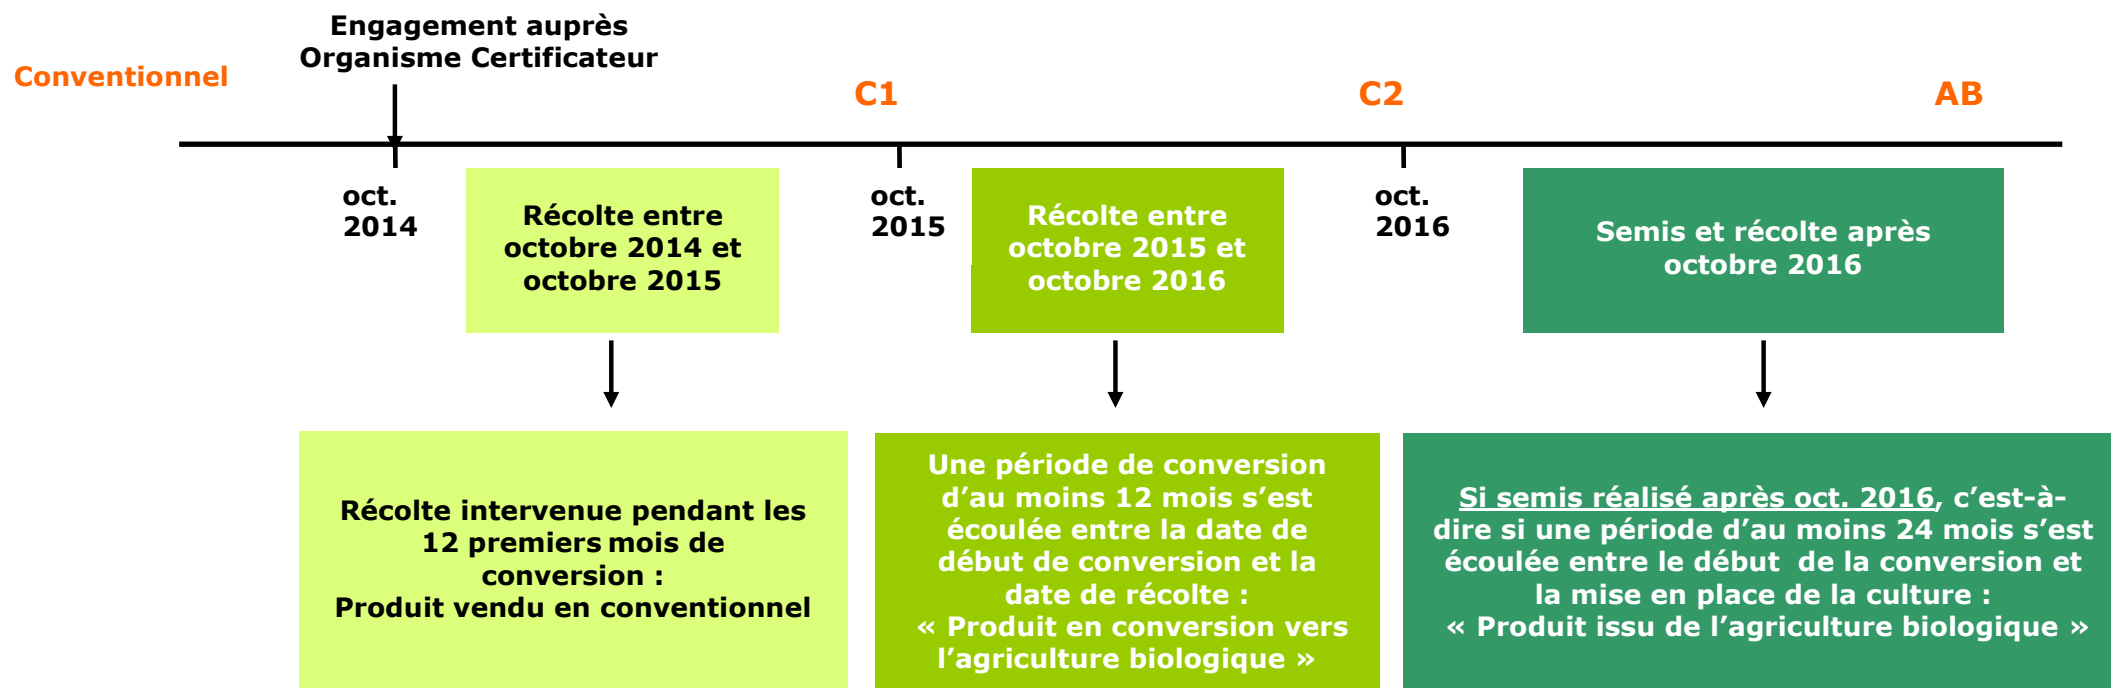 Engagement auprès
Organisme Certificateur
Conventionnel
C1
C2
AB
oct.
2014
Récolte entre
octobre 2014 et
octobre 2015
oct.
2015
Récolte entre
octobre 2015 et
octobre 2016
oct.
2016
Semis et récolte après
octobre 2016
Récolte intervenue pendant les
12 premiers mois de
conversion :
Produit vendu en conventionnel
Une période de conversion
d’au moins 12 mois s’est
écoulée entre la date de
début de conversion et la
date de récolte :
« Produit en conversion vers
l’agriculture biologique »
Si semis réalisé après oct. 2016, c’est-à-
dire si une période d’au moins 24 mois s’est
écoulée entre le début  de la conversion et
la mise en place de la culture :
« Produit issu de l’agriculture biologique »